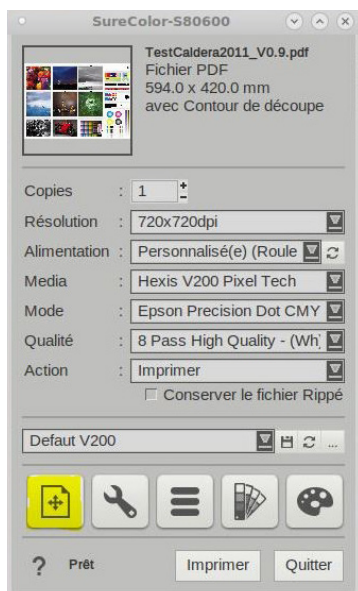 SureColor-S80600
TestCaldera2011_V0.9.pdf
Fichier PDF
594.0 x 420.0 mm
avec Contour de découpe
Copies : 1
Résolution : 720x720dpi
Alimentation : Personnalisé(e) (Roule
Media : Hexis V200 Pixel Tech
Mode : Epson Precision Dot CMY
Qualité : 8 Pass High Quality - (Wh
Action : Imprimer
Conserver le fichier Rippé
Defaut V200
...
? Prêt
Imprimer
Quitter